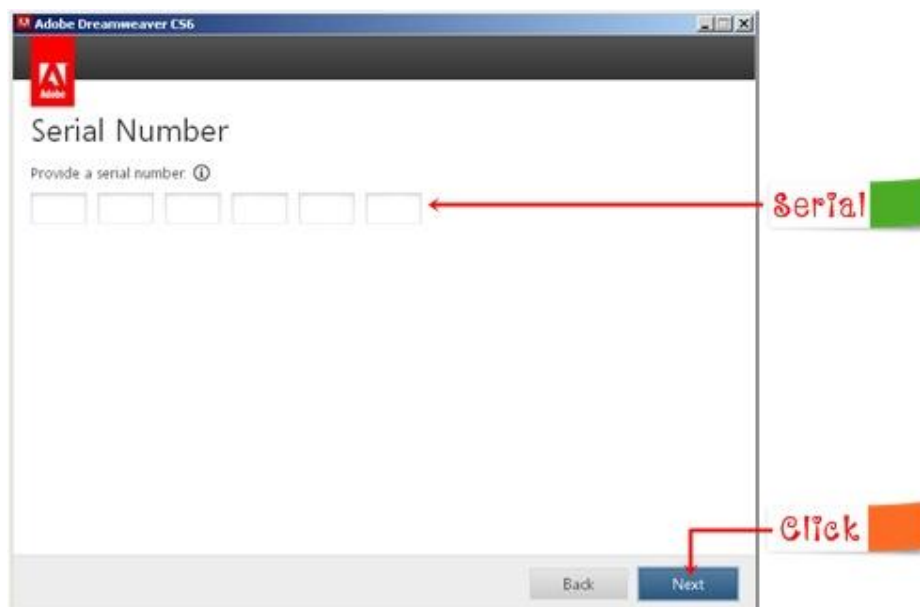 Adobe Dreamweaver CS6
Adobe
Serial Number
Provide a serial number.
Serial
Click
Back
Next